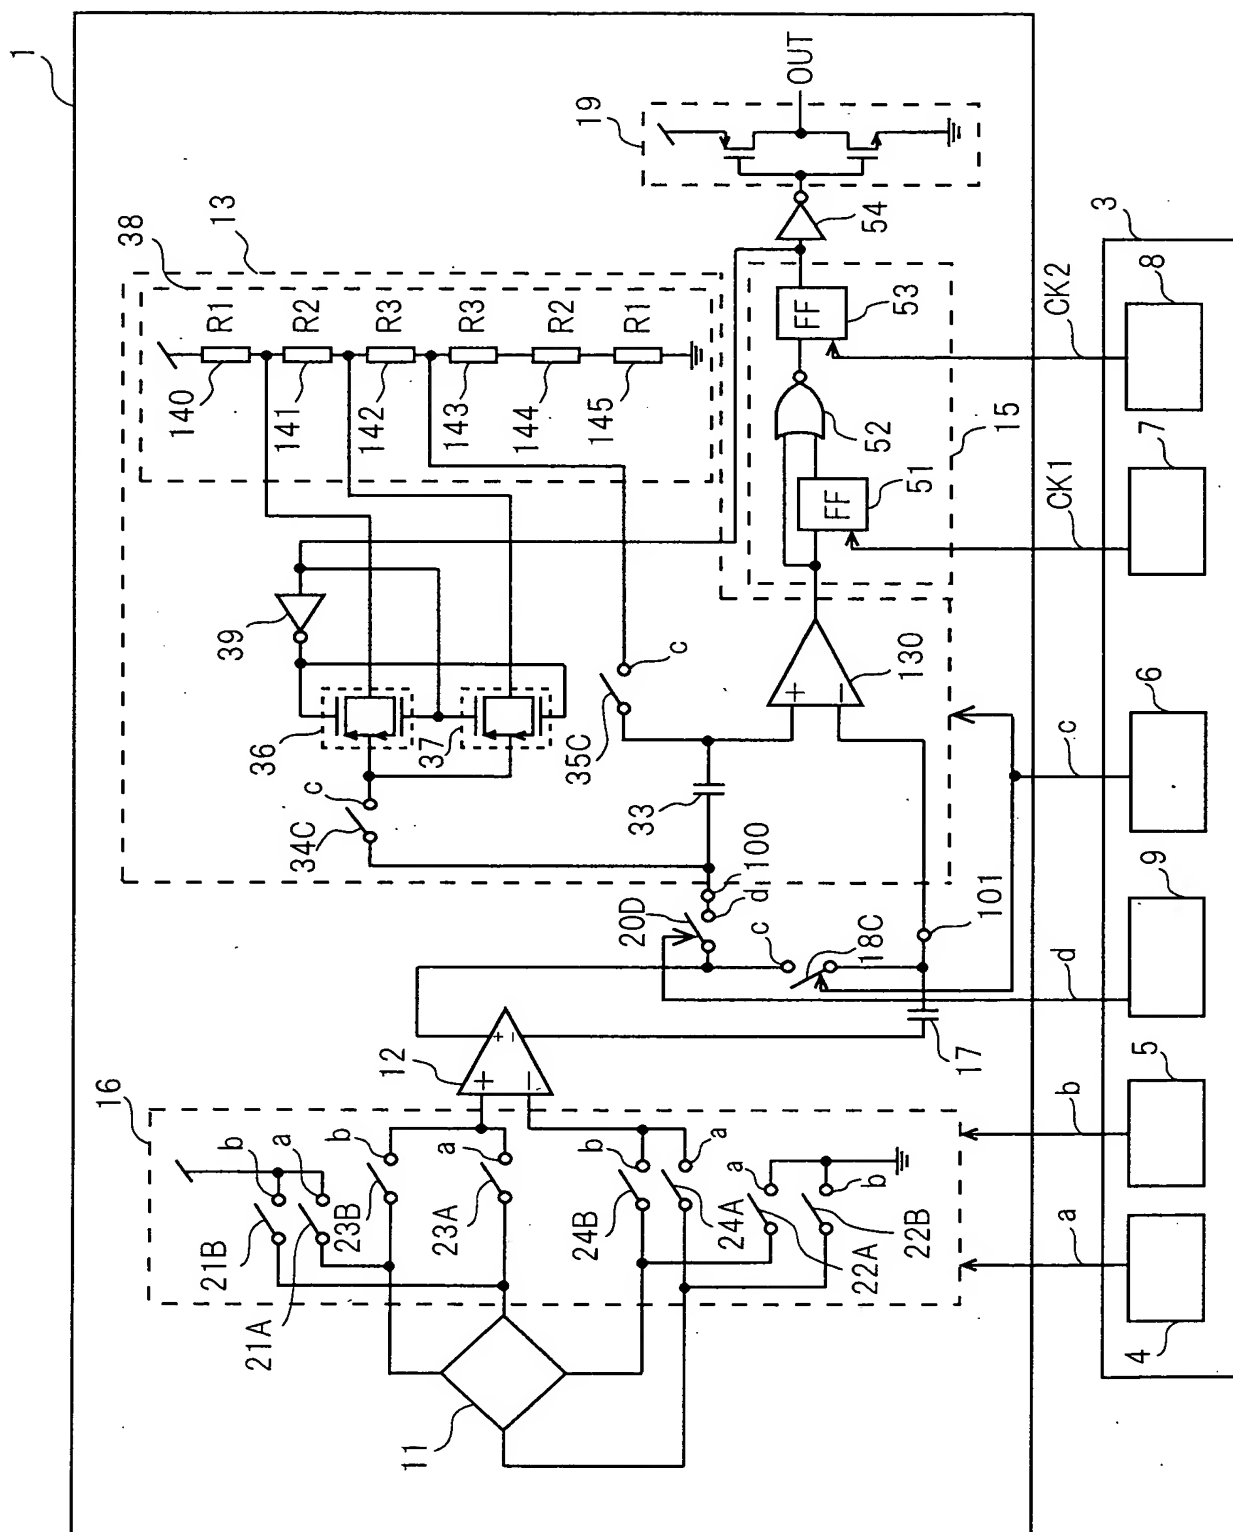 1
19
OUT
54
38
13
R1
R2
R3
R3
R2
R1
140
141
142
143
144
145
FF
53
52
FF
51
15
39
36
37
c
34C
c
35C
33
+
−
130
100
d
20D
c
18C
101
17
+
−
+
−
12
16
b
a
21B
21A
b
23B
a
23A
b
24B
a
24A
a
22A
b
22B
11
3
CK2
8
CK1
7
c
6
d
9
b
5
a
4